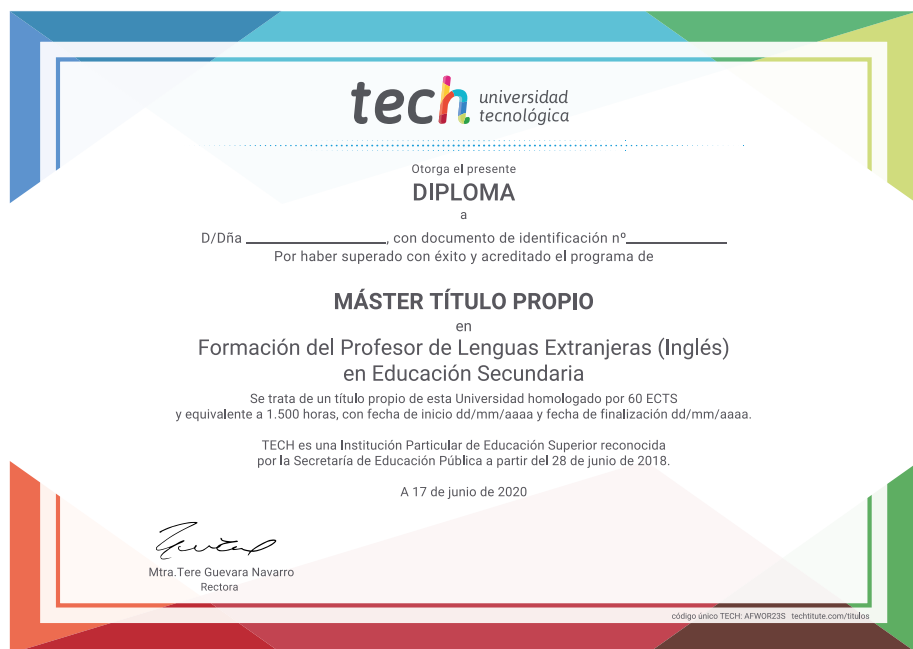 tech universidad
tecnológica
Otorga el presente
DIPLOMA
a
D/Dña ____________________, con documento de identificación nº______________
Por haber superado con éxito y acreditado el programa de
MÁSTER TÍTULO PROPIO
en
Formación del Profesor de Lenguas Extranjeras (Inglés)
en Educación Secundaria
Se trata de un título propio de esta Universidad homologado por 60 ECTS
y equivalente a 1.500 horas, con fecha de inicio dd/mm/aaaa y fecha de finalización dd/mm/aaaa.
TECH es una Institución Particular de Educación Superior reconocida
por la Secretaría de Educación Pública a partir del 28 de junio de 2018.
A 17 de junio de 2020
Mtra.Tere Guevara Navarro
Rectora
código único TECH: AFWOR23S techtitute.com/titulos